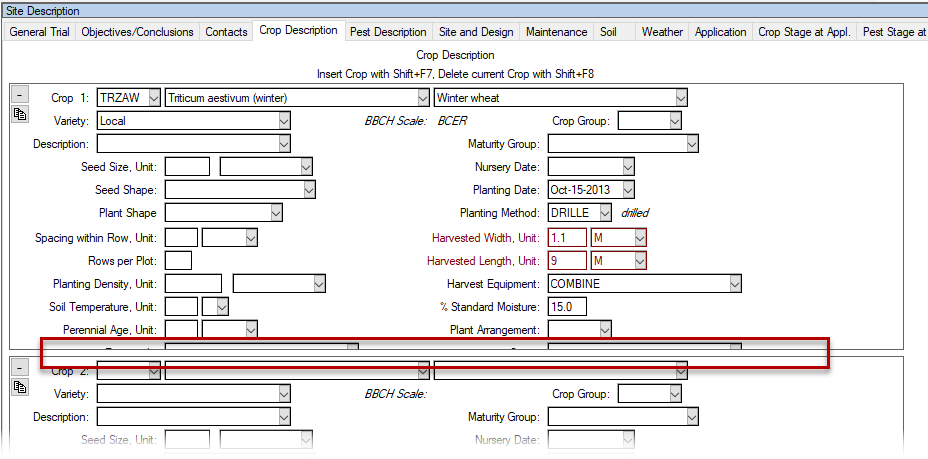 Site Description
General Trial Objectives/Conclusions Contacts Crop Description Pest Description Site and Design Maintenance Soil Weather Application Crop Stage at Appl. Pest Stage at
Crop Description
Insert Crop with Shift+F7, Delete current Crop with Shift+F8
- Crop 1: TRZAW Triticum aestivum (winter) Winter wheat
Variety: Local BBCH Scale: BCER Crop Group:
Description: Maturity Group:
Seed Size, Unit: Nursery Date:
Seed Shape: Planting Date: Oct-15-2013
Plant Shape Planting Method: DRILLE drilled
Spacing within Row, Unit: Harvested Width, Unit: 1.1 M
Rows per Plot: Harvested Length, Unit: 9 M
Planting Density, Unit: Harvest Equipment: COMBINE
Soil Temperature, Unit: % Standard Moisture: 15.0
Perennial Age, Unit: Plant Arrangement:
- Crop 2:
Variety: BBCH Scale: Crop Group:
Description: Maturity Group:
Seed Size, Unit: Nursery Date: